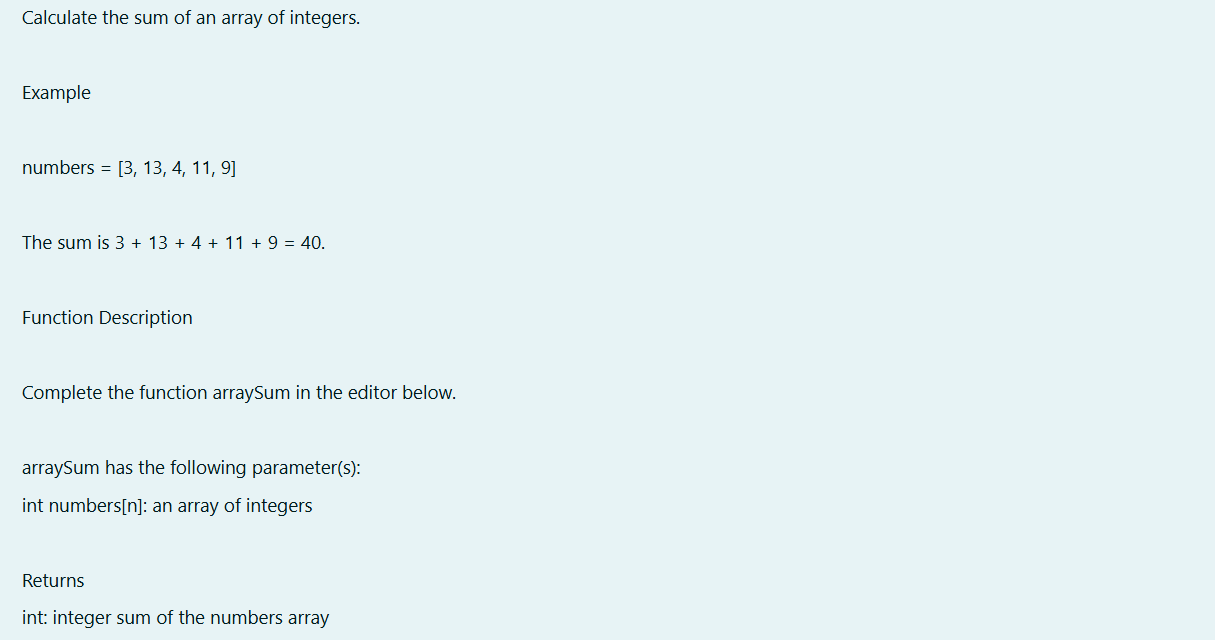 Calculate the sum of an array of integers.
Example
numbers = [3, 13, 4, 11, 9]
The sum is 3 + 13 + 4 + 11 + 9 = 40.
Function Description
Complete the function arraySum in the editor below.
arraySum has the following parameter(s):
int numbers[n]: an array of integers
Returns
int: integer sum of the numbers array